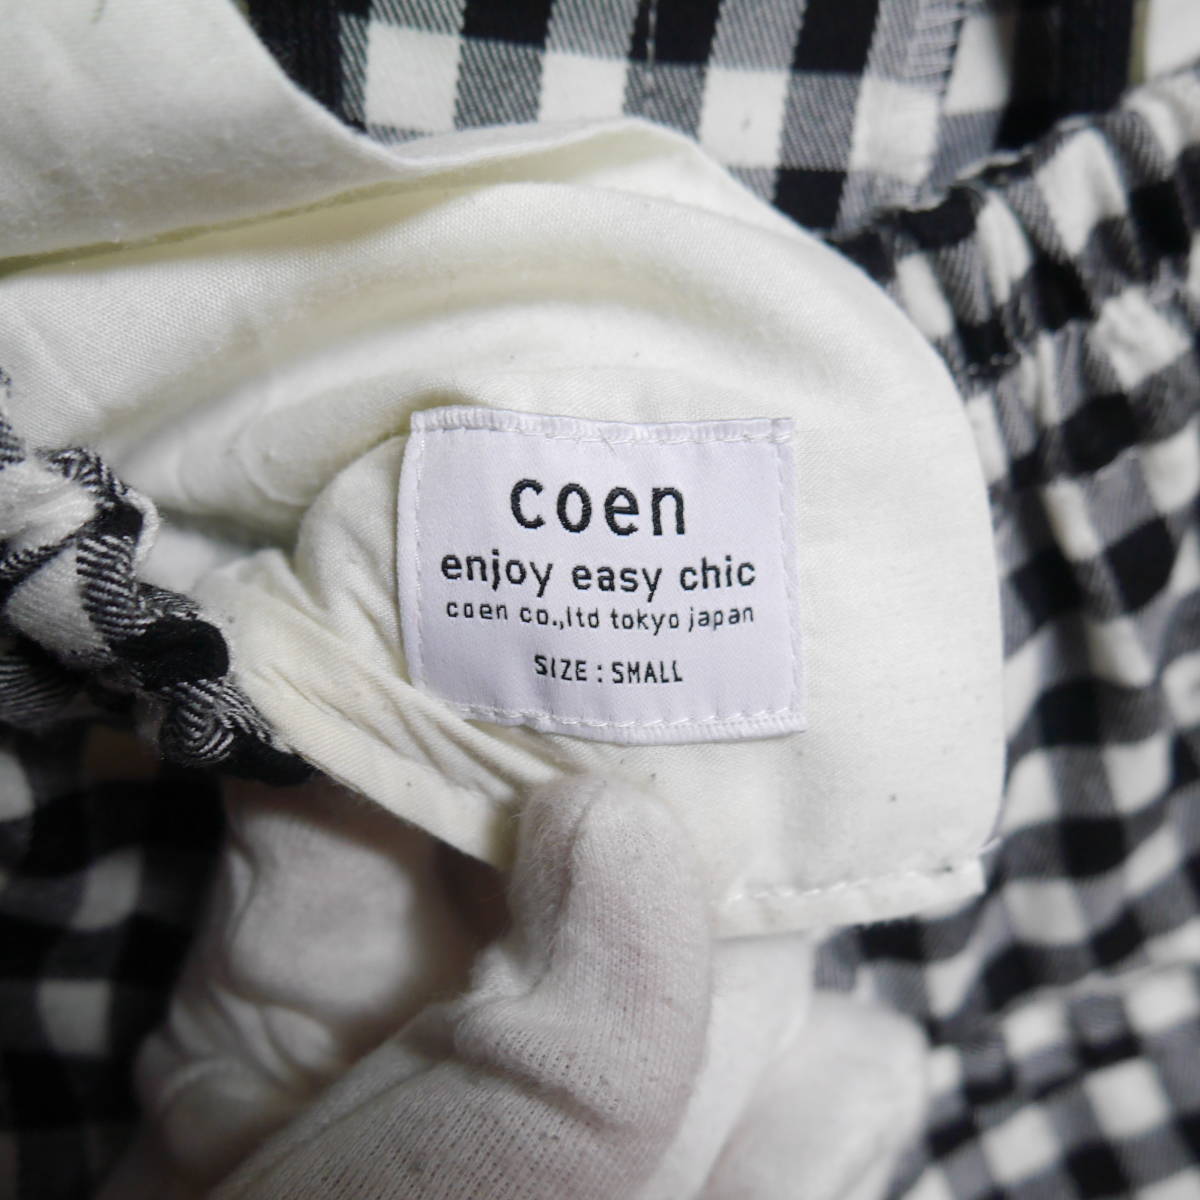 coen
enjoy easy chic
coen co.,ltd tokyo japan
SIZE : SMALL